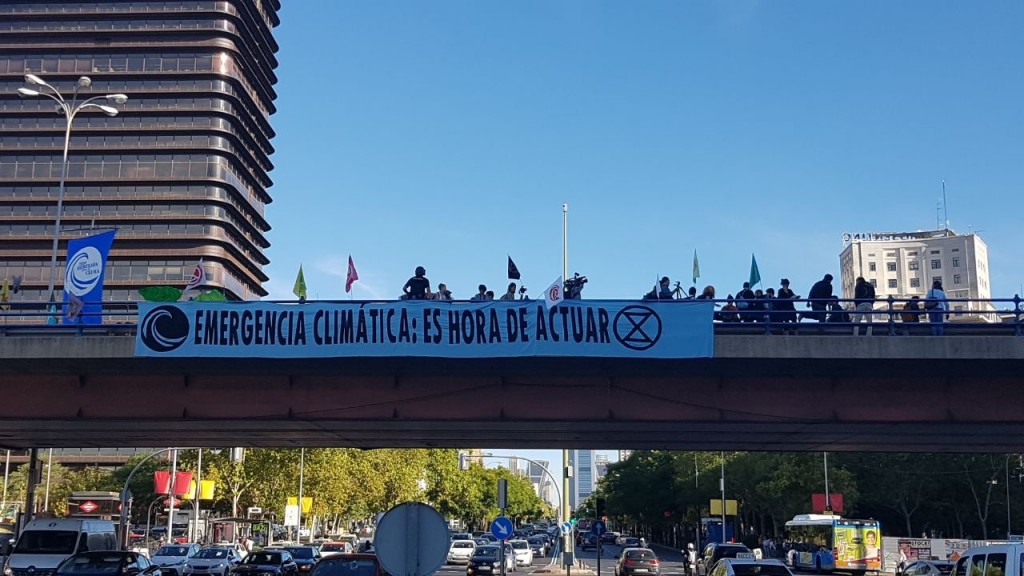 EMERGENCIA CLIMÁTICA: ES HORA DE ACTUAR